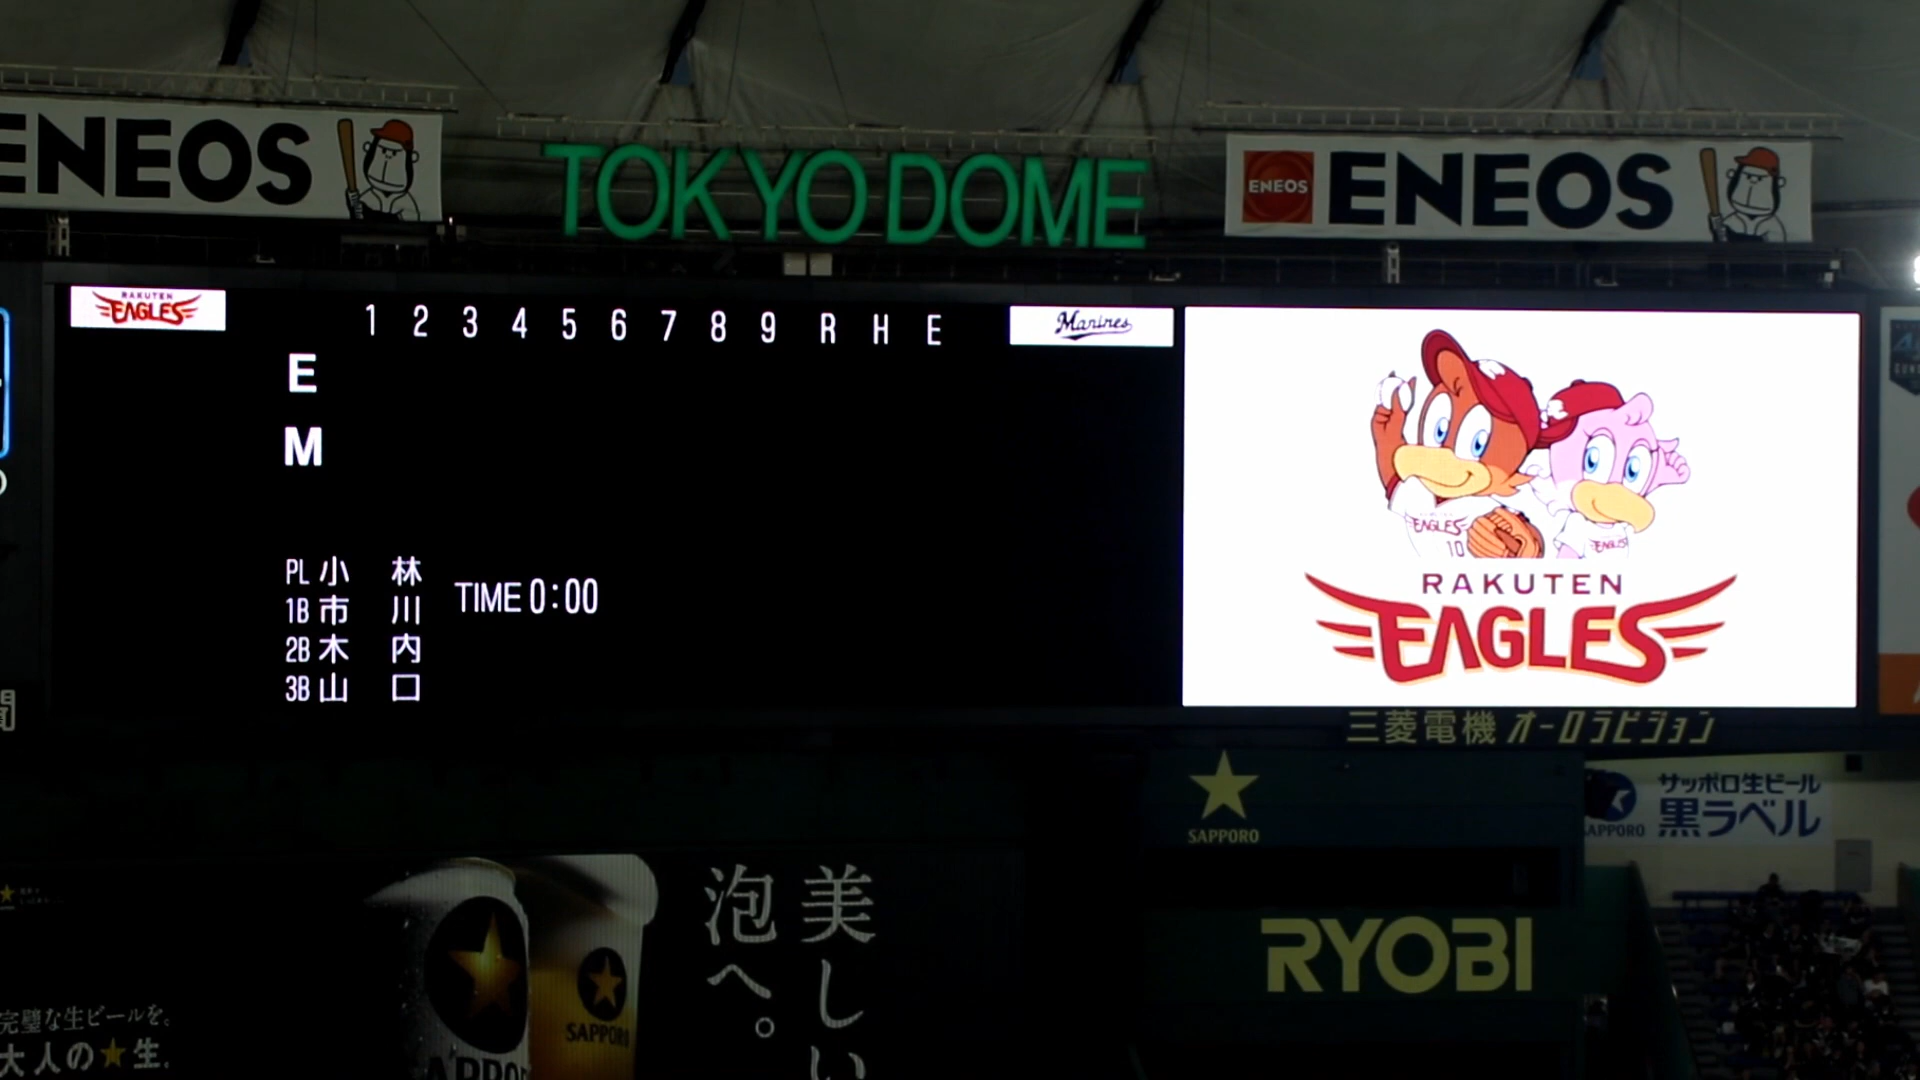 ENEOS
TOKYO DOME
ENEOS ENEOS
RAKUTEN
EAGLES
1 2 3 4 5 6 7 8 9 R H E
Marines
E
M
PL 小林
1B 市川
2B 木内
3B 山口
TIME 0:00
EAGLES
10
EAGLES
RAKUTEN
EAGLES
三菱電機 オーロラビジョン
SAPPORO
サッポロ生ビール
黒ラベル
SAPPORO
RYOBI
美しい
泡へ。
SAPPORO
完璧な生ビールを。
大人の★生。